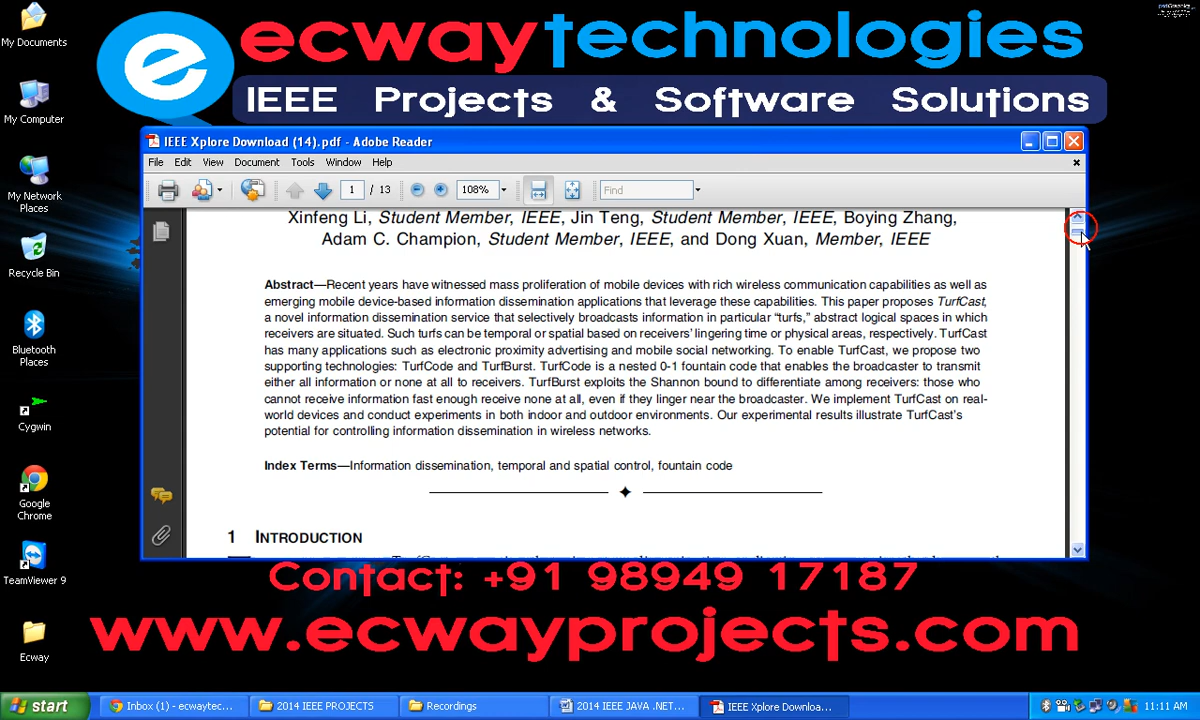 My Documents
My Computer
My Network
Places
Recycle Bin
Bluetooth
Places
Cygwin
Google
Chrome
TeamViewer 9
Ecway
e ecwaytechnologies
IEEE Projects & Software Solutions
IEEE Xplore Download (14).pdf - Adobe Reader
File Edit View Document Tools Window Help
1 / 13 108% Find
Xinfeng Li, Student Member, IEEE, Jin Teng, Student Member, IEEE, Boying Zhang,
Adam C. Champion, Student Member, IEEE, and Dong Xuan, Member, IEEE
Abstract—Recent years have witnessed mass proliferation of mobile devices with rich wireless communication capabilities as well as
emerging mobile device-based information dissemination applications that leverage these capabilities. This paper proposes TurfCast,
a novel information dissemination service that selectively broadcasts information in particular “turfs,” abstract logical spaces in which
receivers are situated. Such turfs can be temporal or spatial based on receivers’ lingering time or physical areas, respectively. TurfCast
has many applications such as electronic proximity advertising and mobile social networking. To enable TurfCast, we propose two
supporting technologies: TurfCode and TurfBurst. TurfCode is a nested 0-1 fountain code that enables the broadcaster to transmit
either all information or none at all to receivers. TurfBurst exploits the Shannon bound to differentiate among receivers: those who
cannot receive information fast enough receive none at all, even if they linger near the broadcaster. We implement TurfCast on real-
world devices and conduct experiments in both indoor and outdoor environments. Our experimental results illustrate TurfCast’s
potential for controlling information dissemination in wireless networks.
Index Terms—Information dissemination, temporal and spatial control, fountain code
1 INTRODUCTION
Contact: +91 98949 17187
www.ecwayprojects.com
start Inbox (1) - ecwaytec... 2014 IEEE PROJECTS Recordings 2014 IEEE JAVA .NET... IEEE Xplore Downloa... 11:11 AM